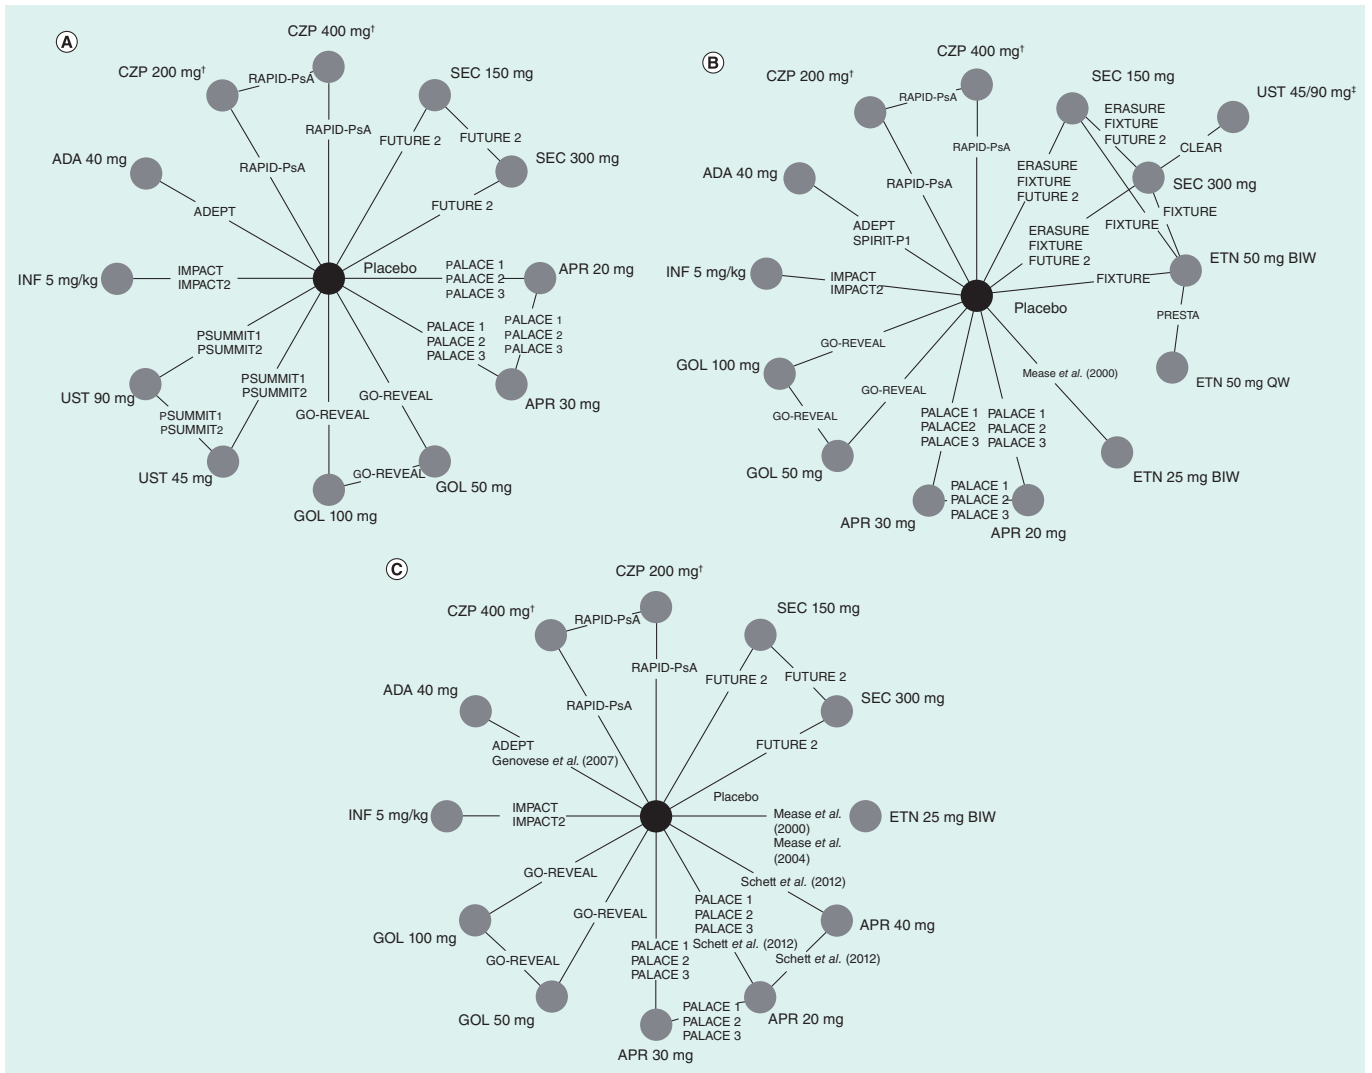 A
CZP 400 mg†
CZP 200 mg†
RAPID-PsA
SEC 150 mg
RAPID-PsA
FUTURE 2
FUTURE 2
ADA 40 mg
RAPID-PsA
SEC 300 mg
ADEPT
FUTURE 2
INF 5 mg/kg
IMPACT
IMPACT2
Placebo
PALACE 1
PALACE 2
PALACE 3
APR 20 mg
PSUMMIT1
PSUMMIT2
PALACE 1
PALACE 2
PALACE 3
PALACE 1
PALACE 2
PALACE 3
UST 90 mg
PSUMMIT1
PSUMMIT2
GO-REVEAL
APR 30 mg
PSUMMIT1
PSUMMIT2
GO-REVEAL
UST 45 mg
GO-REVEAL
GOL 50 mg
GOL 100 mg
B
CZP 400 mg†
CZP 200 mg†
RAPID-PsA
SEC 150 mg
UST 45/90 mg‡
ERASURE
FIXTURE
FUTURE 2
RAPID-PsA
CLEAR
ADA 40 mg
RAPID-PsA
ERASURE
FIXTURE
FUTURE 2
SEC 300 mg
ADEPT
SPIRIT-P1
FIXTURE
FIXTURE
ERASURE
FIXTURE
FUTURE 2
ETN 50 mg BIW
INF 5 mg/kg
IMPACT
IMPACT2
FIXTURE
Placebo
PRESTA
GO-REVEAL
GOL 100 mg
Mease et al. (2000)
ETN 50 mg QW
GO-REVEAL
GO-REVEAL
PALACE 1
PALACE2
PALACE 3
PALACE 1
PALACE 2
PALACE 3
GOL 50 mg
ETN 25 mg BIW
PALACE 1
PALACE 2
PALACE 3
APR 30 mg
APR 20 mg
C
CZP 200 mg†
CZP 400 mg†
RAPID-PsA
SEC 150 mg
RAPID-PsA
FUTURE 2
FUTURE 2
ADA 40 mg
RAPID-PsA
SEC 300 mg
ADEPT
Genovese et al. (2007)
FUTURE 2
Placebo
INF 5 mg/kg
IMPACT
IMPACT2
Mease et al.
(2000)
Mease et al.
(2004)
ETN 25 mg BIW
GO-REVEAL
Schett et al. (2012)
GO-REVEAL
PALACE 1
PALACE 2
PALACE 3
Schett et al. (2012)
APR 40 mg
GOL 100 mg
PALACE 1
PALACE 2
PALACE 3
GO-REVEAL
Schett et al. (2012)
GOL 50 mg
PALACE 1
PALACE 2
PALACE 3
APR 20 mg
APR 30 mg